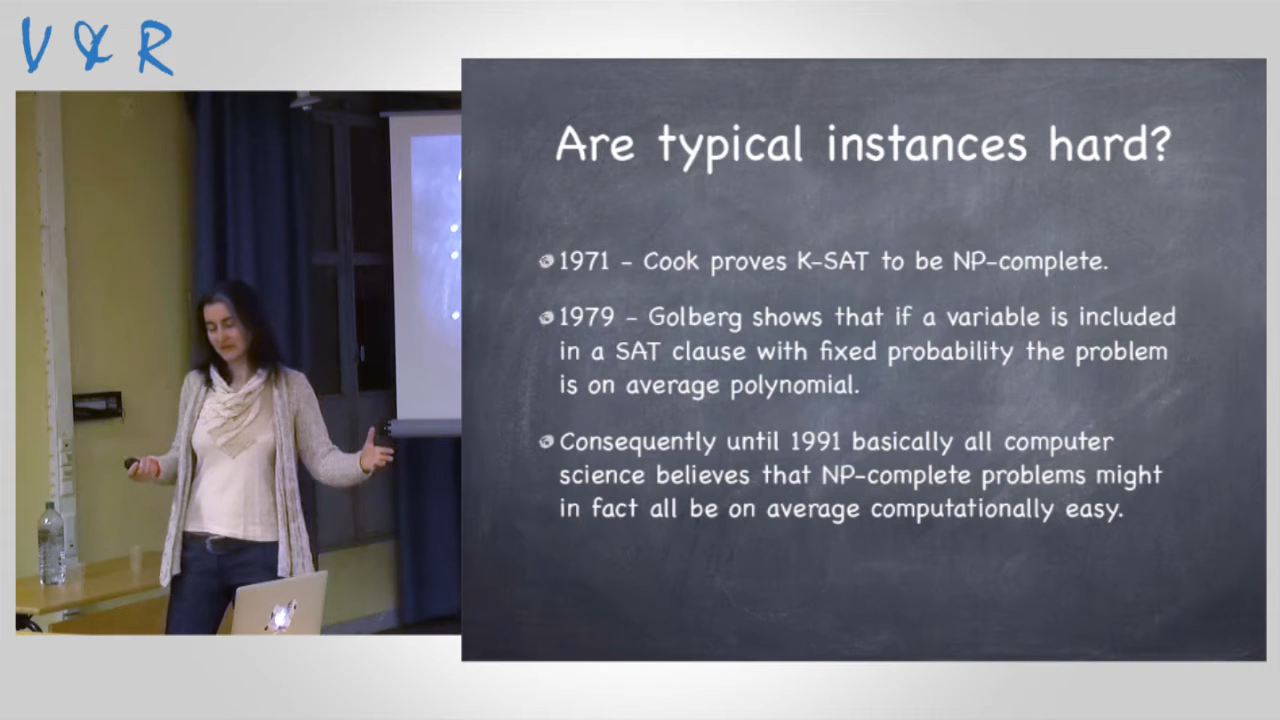 V & R
Are typical instances hard?
1971 - Cook proves K-SAT to be NP-complete.
1979 - Golberg shows that if a variable is included
in a SAT clause with fixed probability the problem
is on average polynomial.
Consequently until 1991 basically all computer
science believes that NP-complete problems might
in fact all be on average computationally easy.